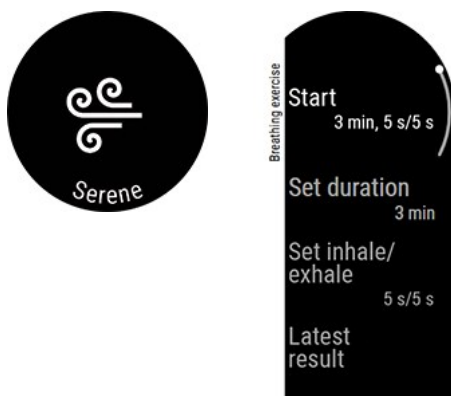 Serene
Breathing exercise
Start
3 min, 5 s/5 s
Set duration
3 min
Set inhale/
exhale
5 s/5 s
Latest
result